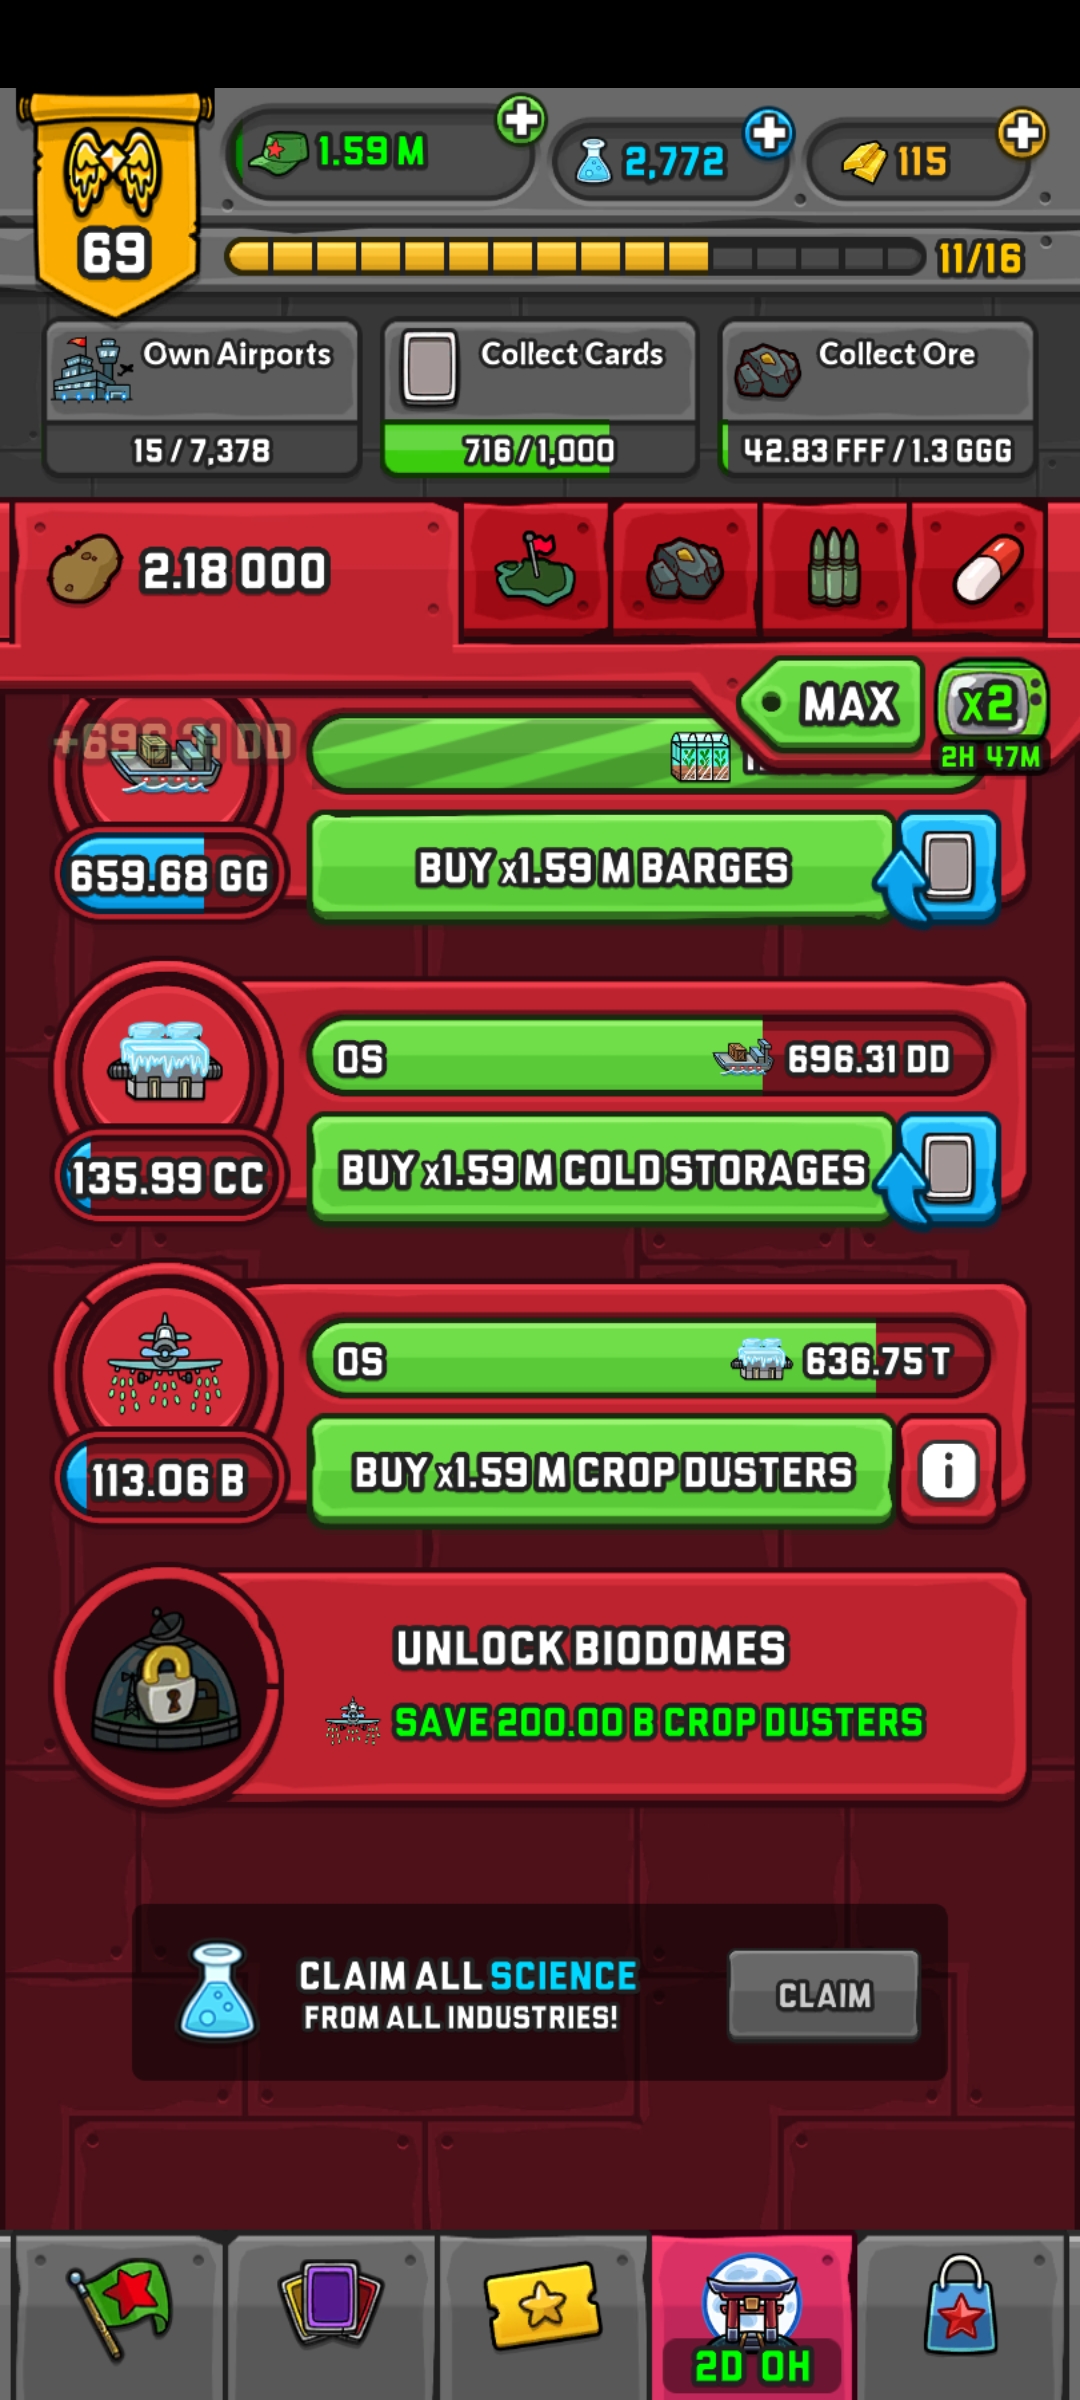 1.59 M
2,772
115
69
11/16
Own Airports
15 / 7,378
Collect Cards
716 / 1,000
Collect Ore
42.83 FFF / 1.3 GGG
2.18 OOO
MAX
x2
2H 47M
659.68 GG
BUY x1.59 M BARGES
0S
696.31 DD
135.99 CC
BUY x1.59 M COLD STORAGES
0S
636.75 T
113.06 B
BUY x1.59 M CROP DUSTERS
i
UNLOCK BIODOMES
SAVE 200.00 B CROP DUSTERS
CLAIM ALL SCIENCE
FROM ALL INDUSTRIES!
CLAIM
2D 0H